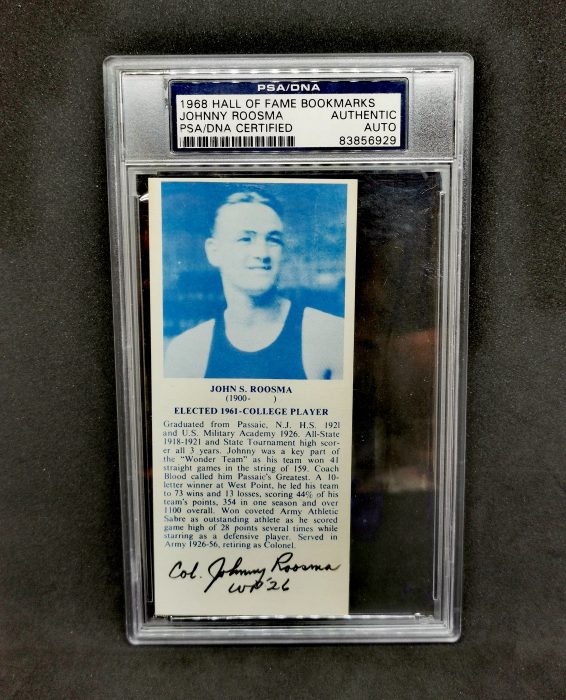 PSA/DNA
1968 HALL OF FAME BOOKMARKS
JOHNNY ROOSMA AUTHENTIC
PSA/DNA CERTIFIED AUTO
83856929
JOHN S. ROOSMA
(1900- )
ELECTED 1961-COLLEGE PLAYER
Graduated from Passaic, N.J. H.S. 1921
and U.S. Military Academy 1926. All-State
1918-1921 and State Tournament high scor-
er all 3 years. Johnny was a key part of
the "Wonder Team" as his team won 41
straight games in the string of 159. Coach
Blood called him Passaic's Greatest. A 10-
letter winner at West Point, he led his team
to 73 wins and 13 losses, scoring 44% of his
team's points, 354 in one season and over
1100 overall. Won coveted Army Athletic
Sabre as outstanding athlete as he scored
game high of 28 points several times while
starring as a defensive player. Served in
Army 1926-56, retiring as Colonel.
Col. Johnny Roosma
WP '26